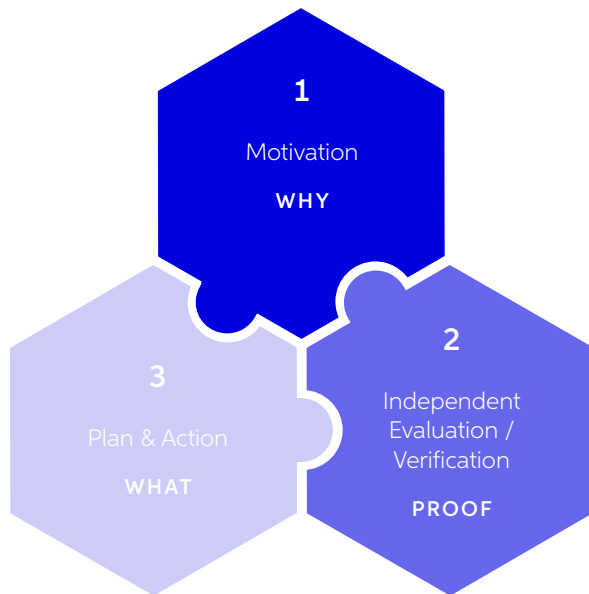 1
Motivation
WHY
2
Independent
Evaluation /
Verification
PROOF
3
Plan & Action
WHAT